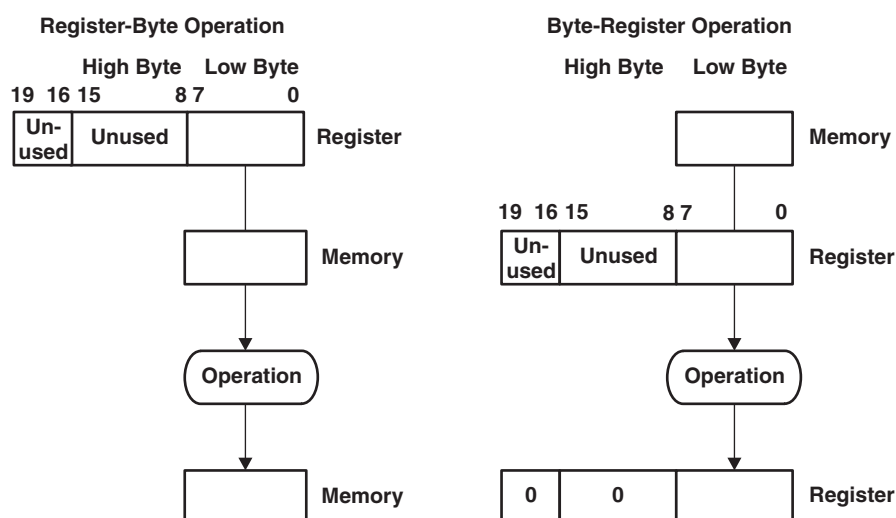 Register-Byte Operation
High Byte Low Byte
19 16 15 8 7 0
Un-
used
Unused
Register
Memory
Operation
Memory
Byte-Register Operation
High Byte Low Byte
Memory
19 16 15 8 7 0
Un-
used
Unused
Register
Operation
0 0
Register